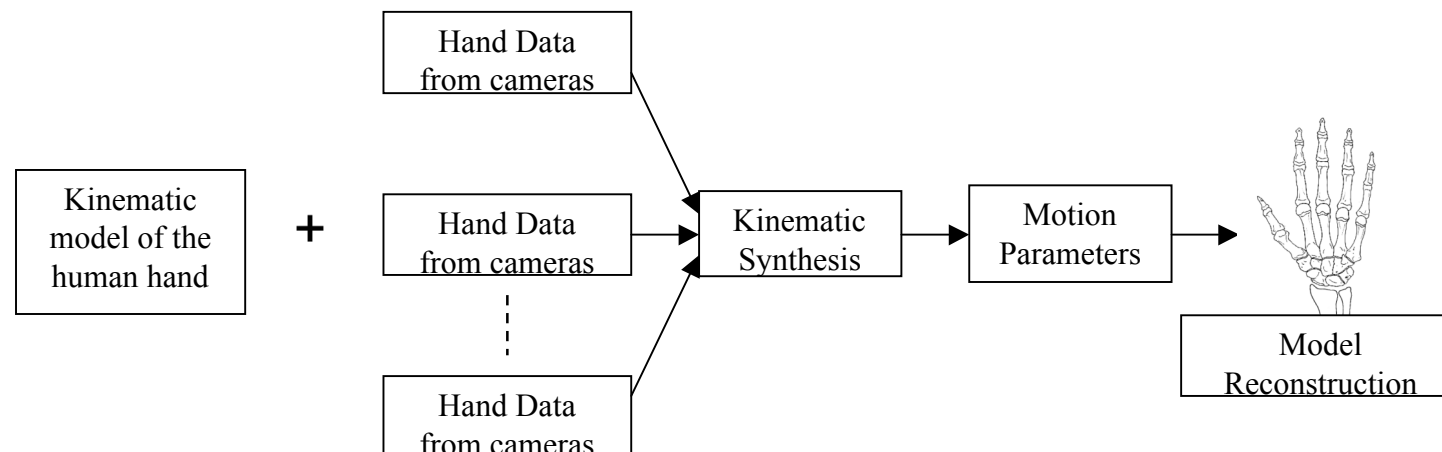 Hand Data
from cameras
Kinematic
model of the
human hand
+
Hand Data
from cameras
Kinematic
Synthesis
Motion
Parameters
Model
Reconstruction
Hand Data
from cameras